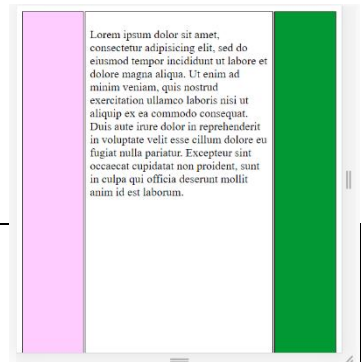 Lorem ipsum dolor sit amet,
consectetur adipisicing elit, sed do
eiusmod tempor incididunt ut labore et
dolore magna aliqua. Ut enim ad
minim veniam, quis nostrud
exercitation ullamco laboris nisi ut
aliquip ex ea commodo consequat.
Duis aute irure dolor in reprehenderit
in voluptate velit esse cillum dolore eu
fugiat nulla pariatur. Excepteur sint
occaecat cupidatat non proident, sunt
in culpa qui officia deserunt mollit
anim id est laborum.